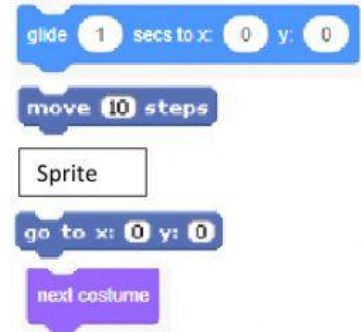 glide 1 secs to x: 0 y: 0
move 10 steps
Sprite
go to x: 0 y: 0
next costume